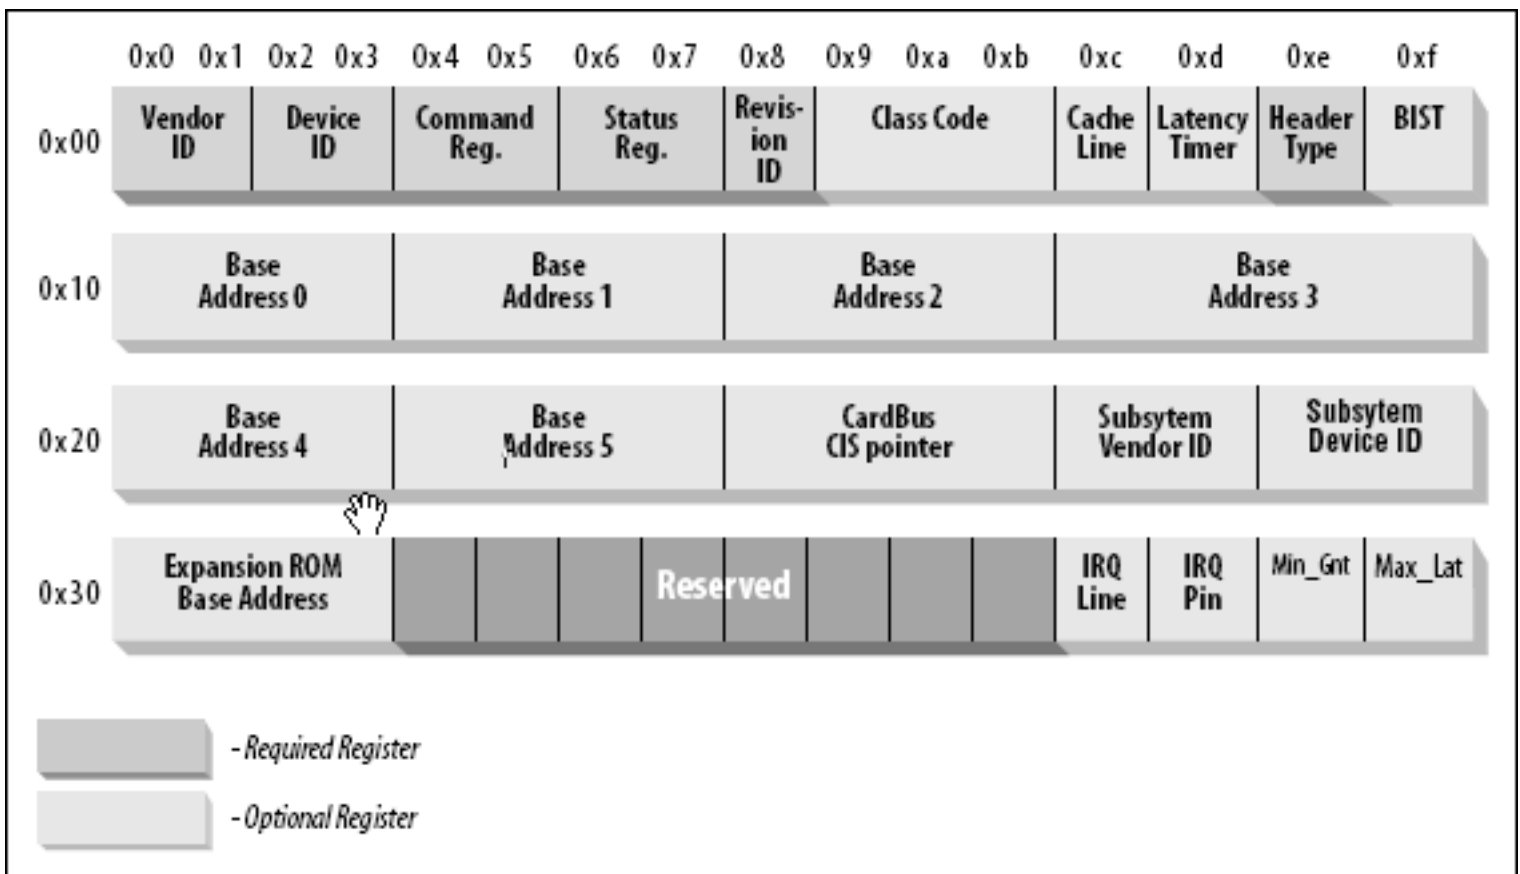 0x0 0x1 0x2 0x3 0x4 0x5 0x6 0x7 0x8 0x9 0xa 0xb 0xc 0xd 0xe 0xf
0x00
Vendor
ID
Device
ID
Command
Reg.
Status
Reg.
Revis-
ion
ID
Class Code
Cache
Line
Latency
Timer
Header
Type
BIST
0x10
Base
Address 0
Base
Address 1
Base
Address 2
Base
Address 3
0x20
Base
Address 4
Base
Address 5
CardBus
CIS pointer
Subsytem
Vendor ID
Subsytem
Device ID
0x30
Expansion ROM
Base Address
Reserved
IRQ
Line
IRQ
Pin
Min_Gnt
Max_Lat
- Required Register
- Optional Register